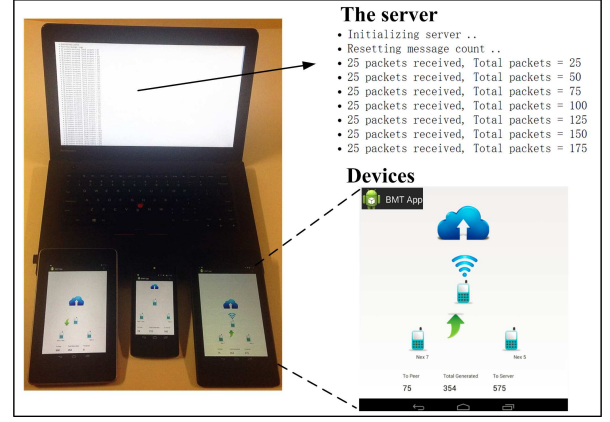 The server
• Initializing server ..
• Resetting message count ..
• 25 packets received, Total packets = 25
• 25 packets received, Total packets = 50
• 25 packets received, Total packets = 75
• 25 packets received, Total packets = 100
• 25 packets received, Total packets = 125
• 25 packets received, Total packets = 150
• 25 packets received, Total packets = 175
Devices
BMT App
Nex 7
Nex 5
To Peer
Total Generated
To Server
75
354
575